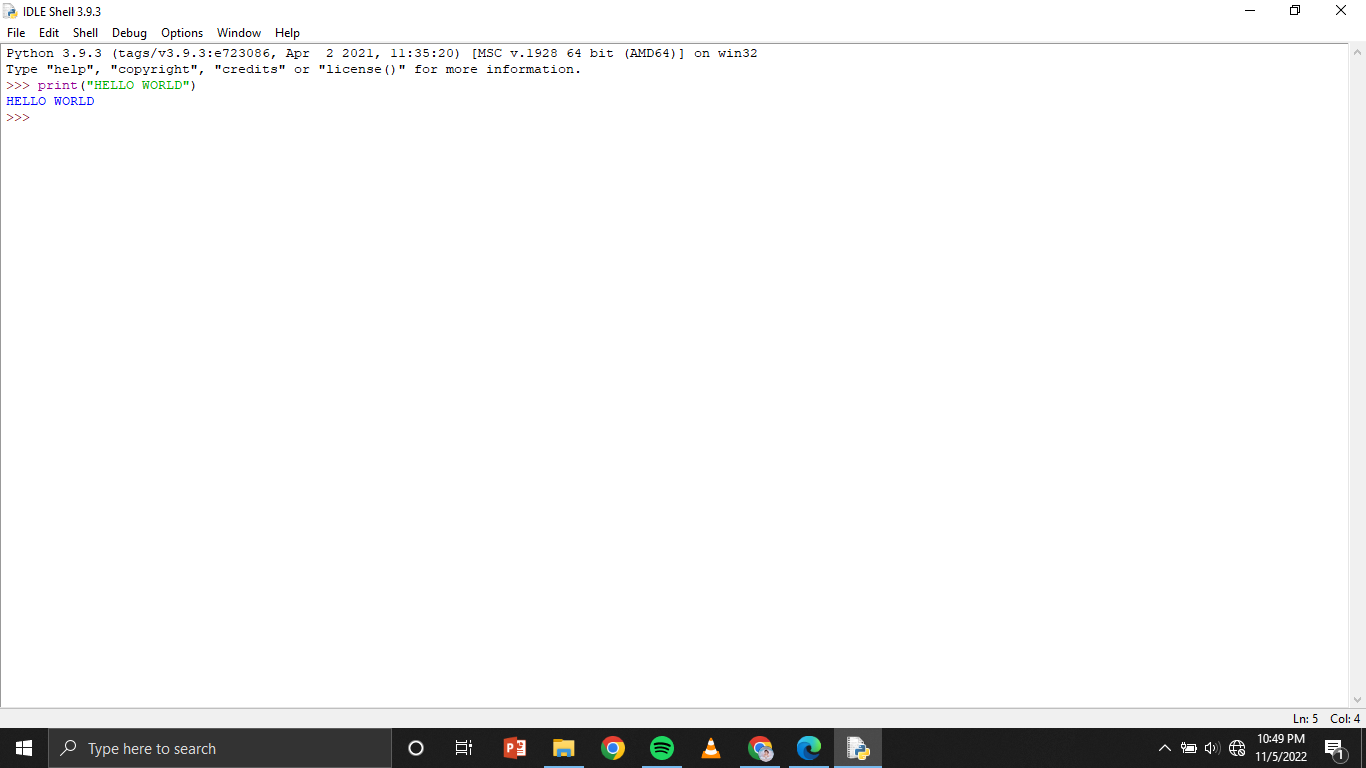 IDLE Shell 3.9.3
File Edit Shell Debug Options Window Help
Python 3.9.3 (tags/v3.9.3:e723086, Apr  2 2021, 11:35:20) [MSC v.1928 64 bit (AMD64)] on win32
Type "help", "copyright", "credits" or "license()" for more information.
>>> print("HELLO WORLD")
HELLO WORLD
>>>
Ln: 5 Col: 4
Type here to search
10:49 PM
11/5/2022
1